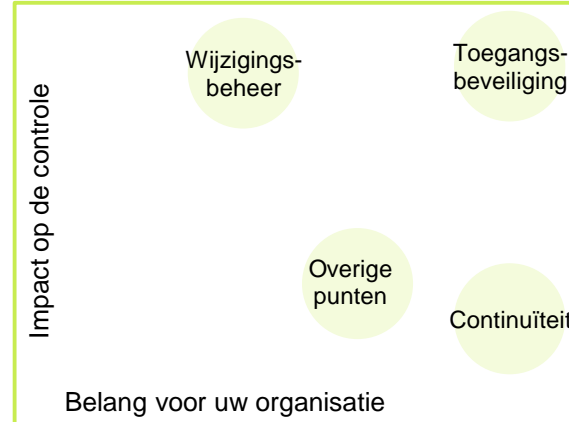 Wijzigings-
beheer
Toegangs-
beveiliging
Impact op de controle
Overige
punten
Continuïteit
Belang voor uw organisatie